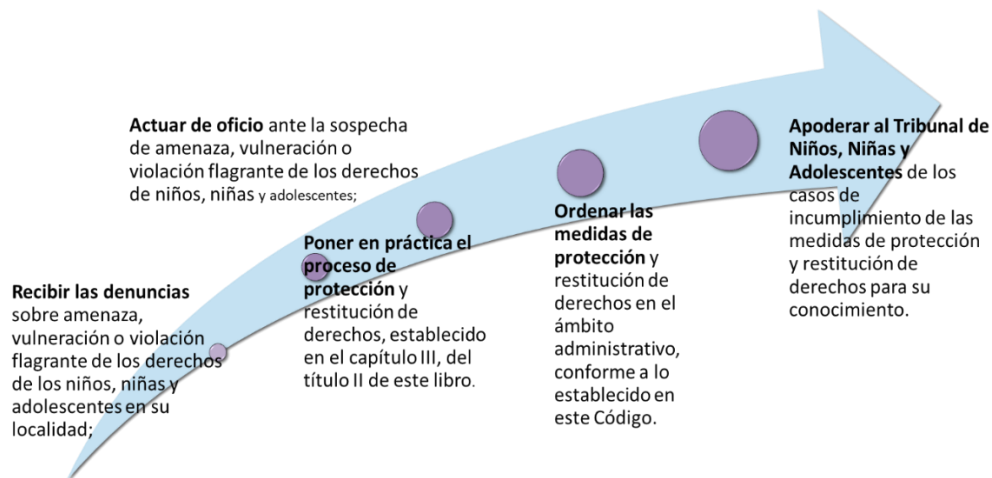 Recibir las denuncias
sobre amenaza,
vulneración o violación
flagrante de los derechos
de los niños, niñas y
adolescentes en su
localidad;
Actuar de oficio ante la sospecha
de amenaza, vulneración o
violación flagrante de los derechos
de niños, niñas y adolescentes;
Poner en práctica el
proceso de
protección y
restitución de
derechos, establecido
en el capítulo III, del
título II de este libro.
Ordenar las
medidas de
protección y
restitución de
derechos en el
ámbito
administrativo,
conforme a lo
establecido en
este Código.
Apoderar al Tribunal de
Niños, Niñas y
Adolescentes de los
casos de
incumplimiento de las
medidas de protección
y restitución de
derechos para su
conocimiento.